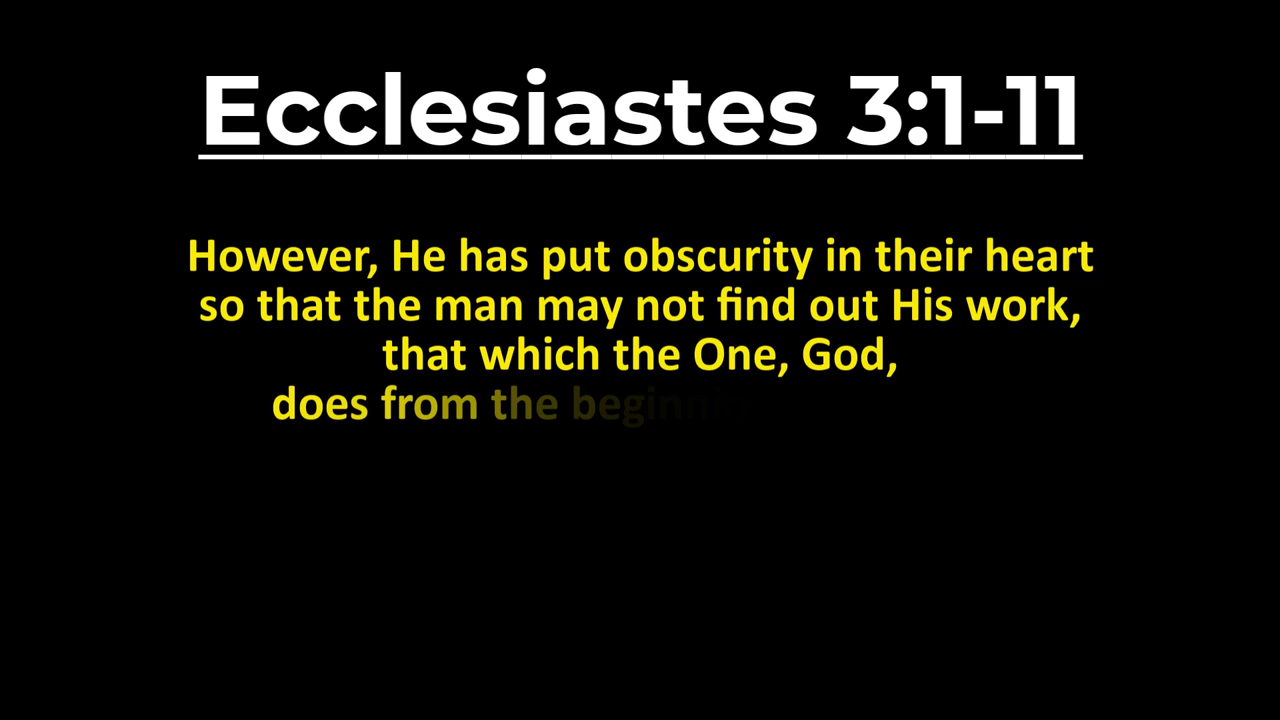 Ecclesiastes 3:1-11
However, He has put obscurity in their heart
so that the man may not find out His work,
that which the One, God,
does from the